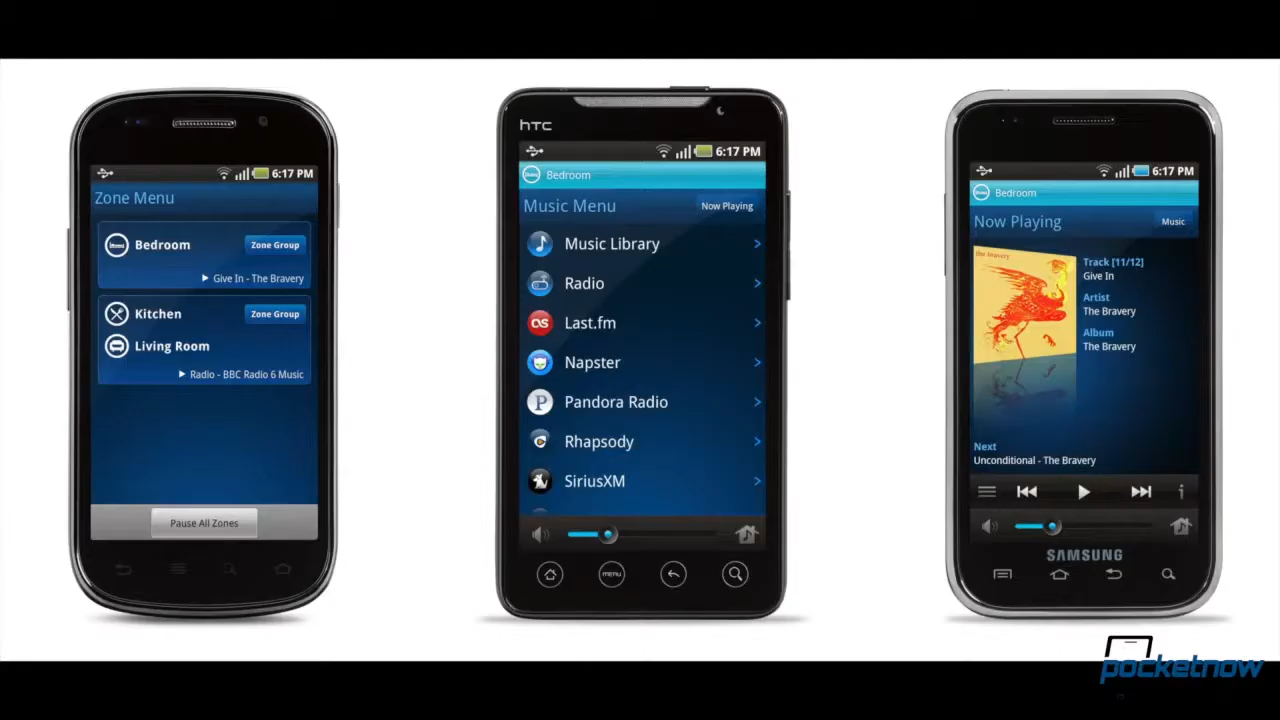 6:17 PM
Zone Menu
Bedroom
Zone Group
Give In - The Bravery
Kitchen
Zone Group
Living Room
Radio - BBC Radio 6 Music
Pause All Zones
hTC
6:17 PM
Bedroom
Music Menu
Now Playing
Music Library
Radio
Last.fm
Napster
Pandora Radio
Rhapsody
SiriusXM
MENU
6:17 PM
Bedroom
Now Playing
Music
the Bravery
Track [11/12]
Give In
Artist
The Bravery
Album
The Bravery
Next
Unconditional - The Bravery
SAMSUNG
pocketnow